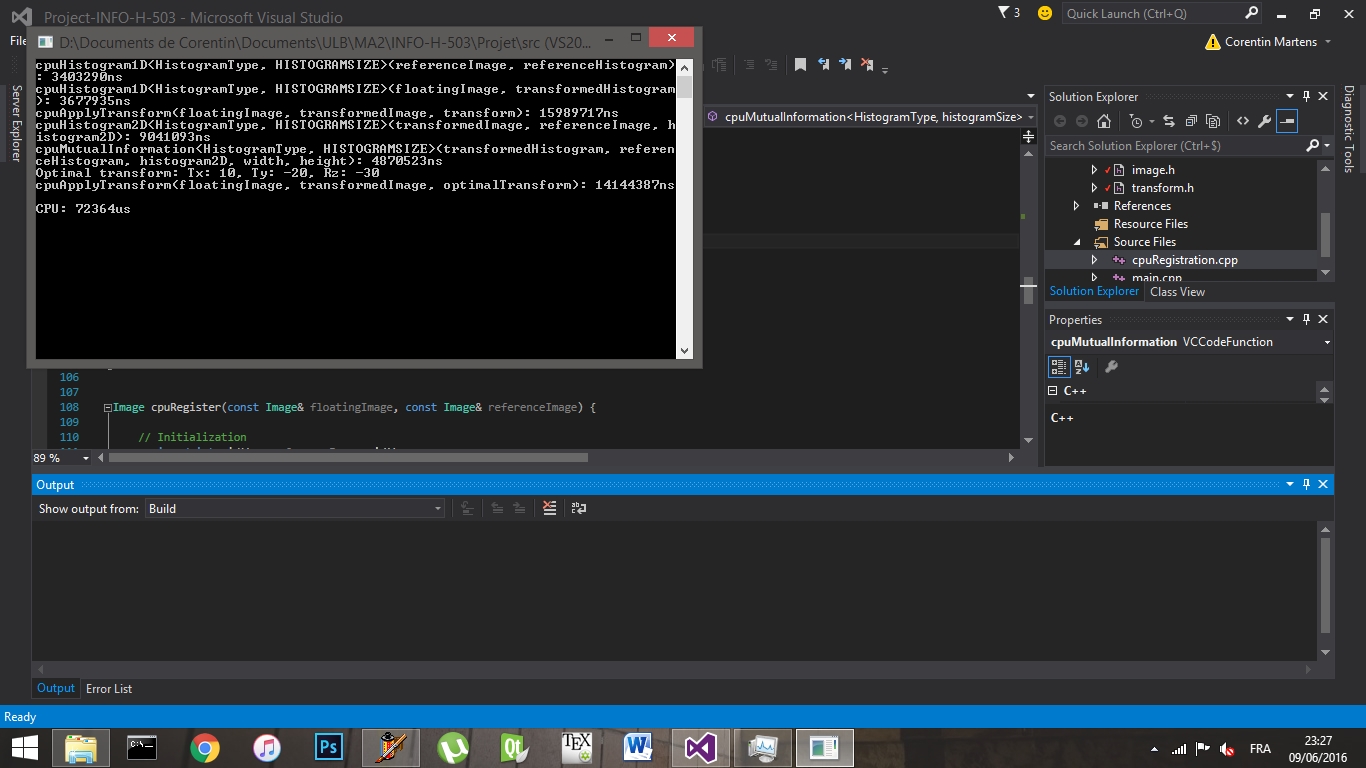 Project-INFO-H-503 - Microsoft Visual Studio
3
Quick Launch (Ctrl+Q)
D:\Documents de Corentin\Documents\ULB\MA2\INFO-H-503\Projet\src (VS20...
Corentin Martens
cpuHistogram1D<HistogramType, HISTOGRAMSIZE>(referenceImage, referenceHistogram)
: 3403290ns
cpuHistogram1D<HistogramType, HISTOGRAMSIZE>(floatingImage, transformedHistogram
): 3677935ns
cpuApplyTransform(floatingImage, transformedImage, transform): 15989717ns
cpuHistogram2D<HistogramType, HISTOGRAMSIZE>(transformedImage, referenceImage, h
istogram2D): 9041093ns
cpuMutualInformation<HistogramType, HISTOGRAMSIZE>(transformedHistogram, referen
ceHistogram, histogram2D, width, height): 4870523ns
Optimal transform: Tx: 10, Ty: -20, Rz: -30
cpuApplyTransform(floatingImage, transformedImage, optimalTransform): 14144387ns
CPU: 72364us
Server Explorer
cpuMutualInformation<HistogramType, histogramSize>
106
107
108 Image cpuRegister(const Image& floatingImage, const Image& referenceImage) {
109
110 // Initialization
89 %
Solution Explorer
Search Solution Explorer (Ctrl+$)
image.h
transform.h
References
Resource Files
Source Files
cpuRegistration.cpp
main.cpp
Solution Explorer Class View
Properties
cpuMutualInformation VCCodeFunction
C++
C++
Diagnostic Tools
Output
Show output from: Build
Output Error List
Ready
FRA
23:27
09/06/2016